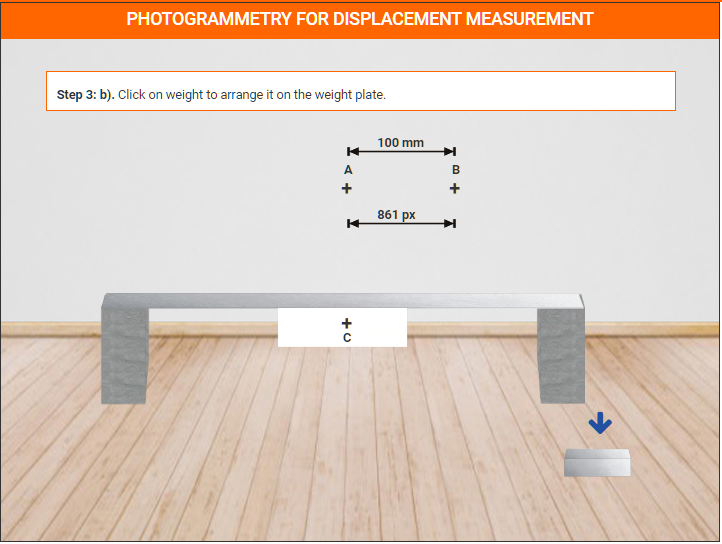 PHOTOGRAMMETRY FOR DISPLACEMENT MEASUREMENT
Step 3: b). Click on weight to arrange it on the weight plate.
100 mm
A B
861 px
C